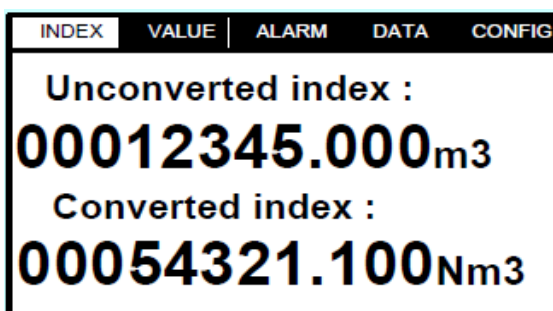 INDEX VALUE ALARM DATA CONFIG
Unconverted index :
00012345.000m3
Converted index :
00054321.100Nm3